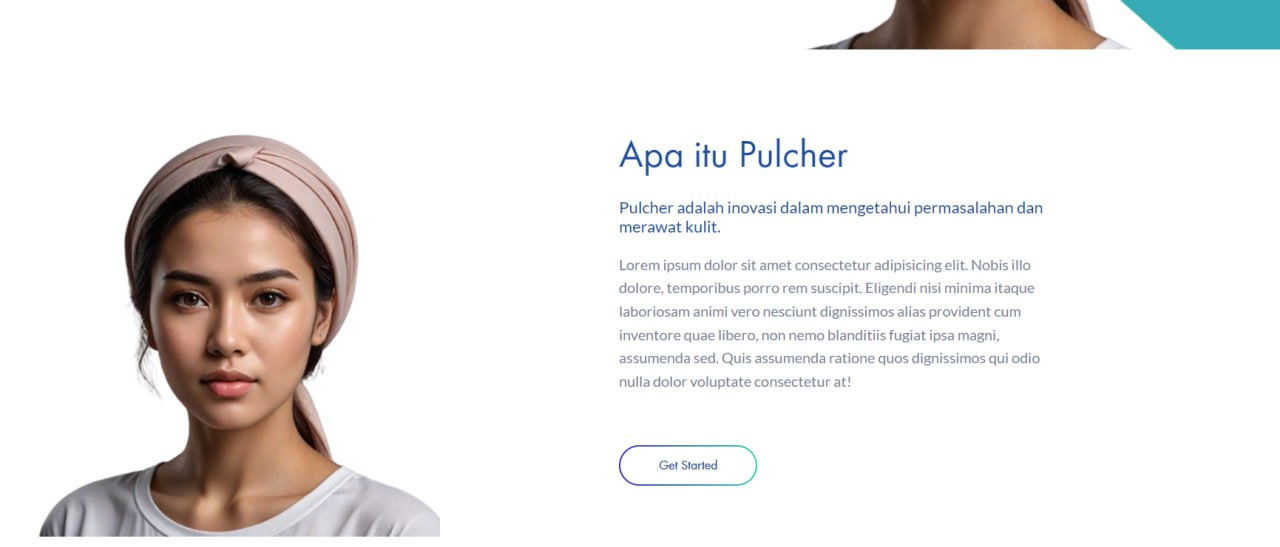 Apa itu Pulcher
Pulcher adalah inovasi dalam mengetahui permasalahan dan
merawat kulit.
Lorem ipsum dolor sit amet consectetur adipisicing elit. Nobis illo
dolore, temporibus porro rem suscipit. Eligendi nisi minima itaque
laboriosam animi vero nesciunt dignissimos alias provident cum
inventore quae libero, non nemo blanditiis fugiat ipsa magni,
assumenda sed. Quis assumenda ratione quos dignissimos qui odio
nulla dolor voluptate consectetur at!
Get Started